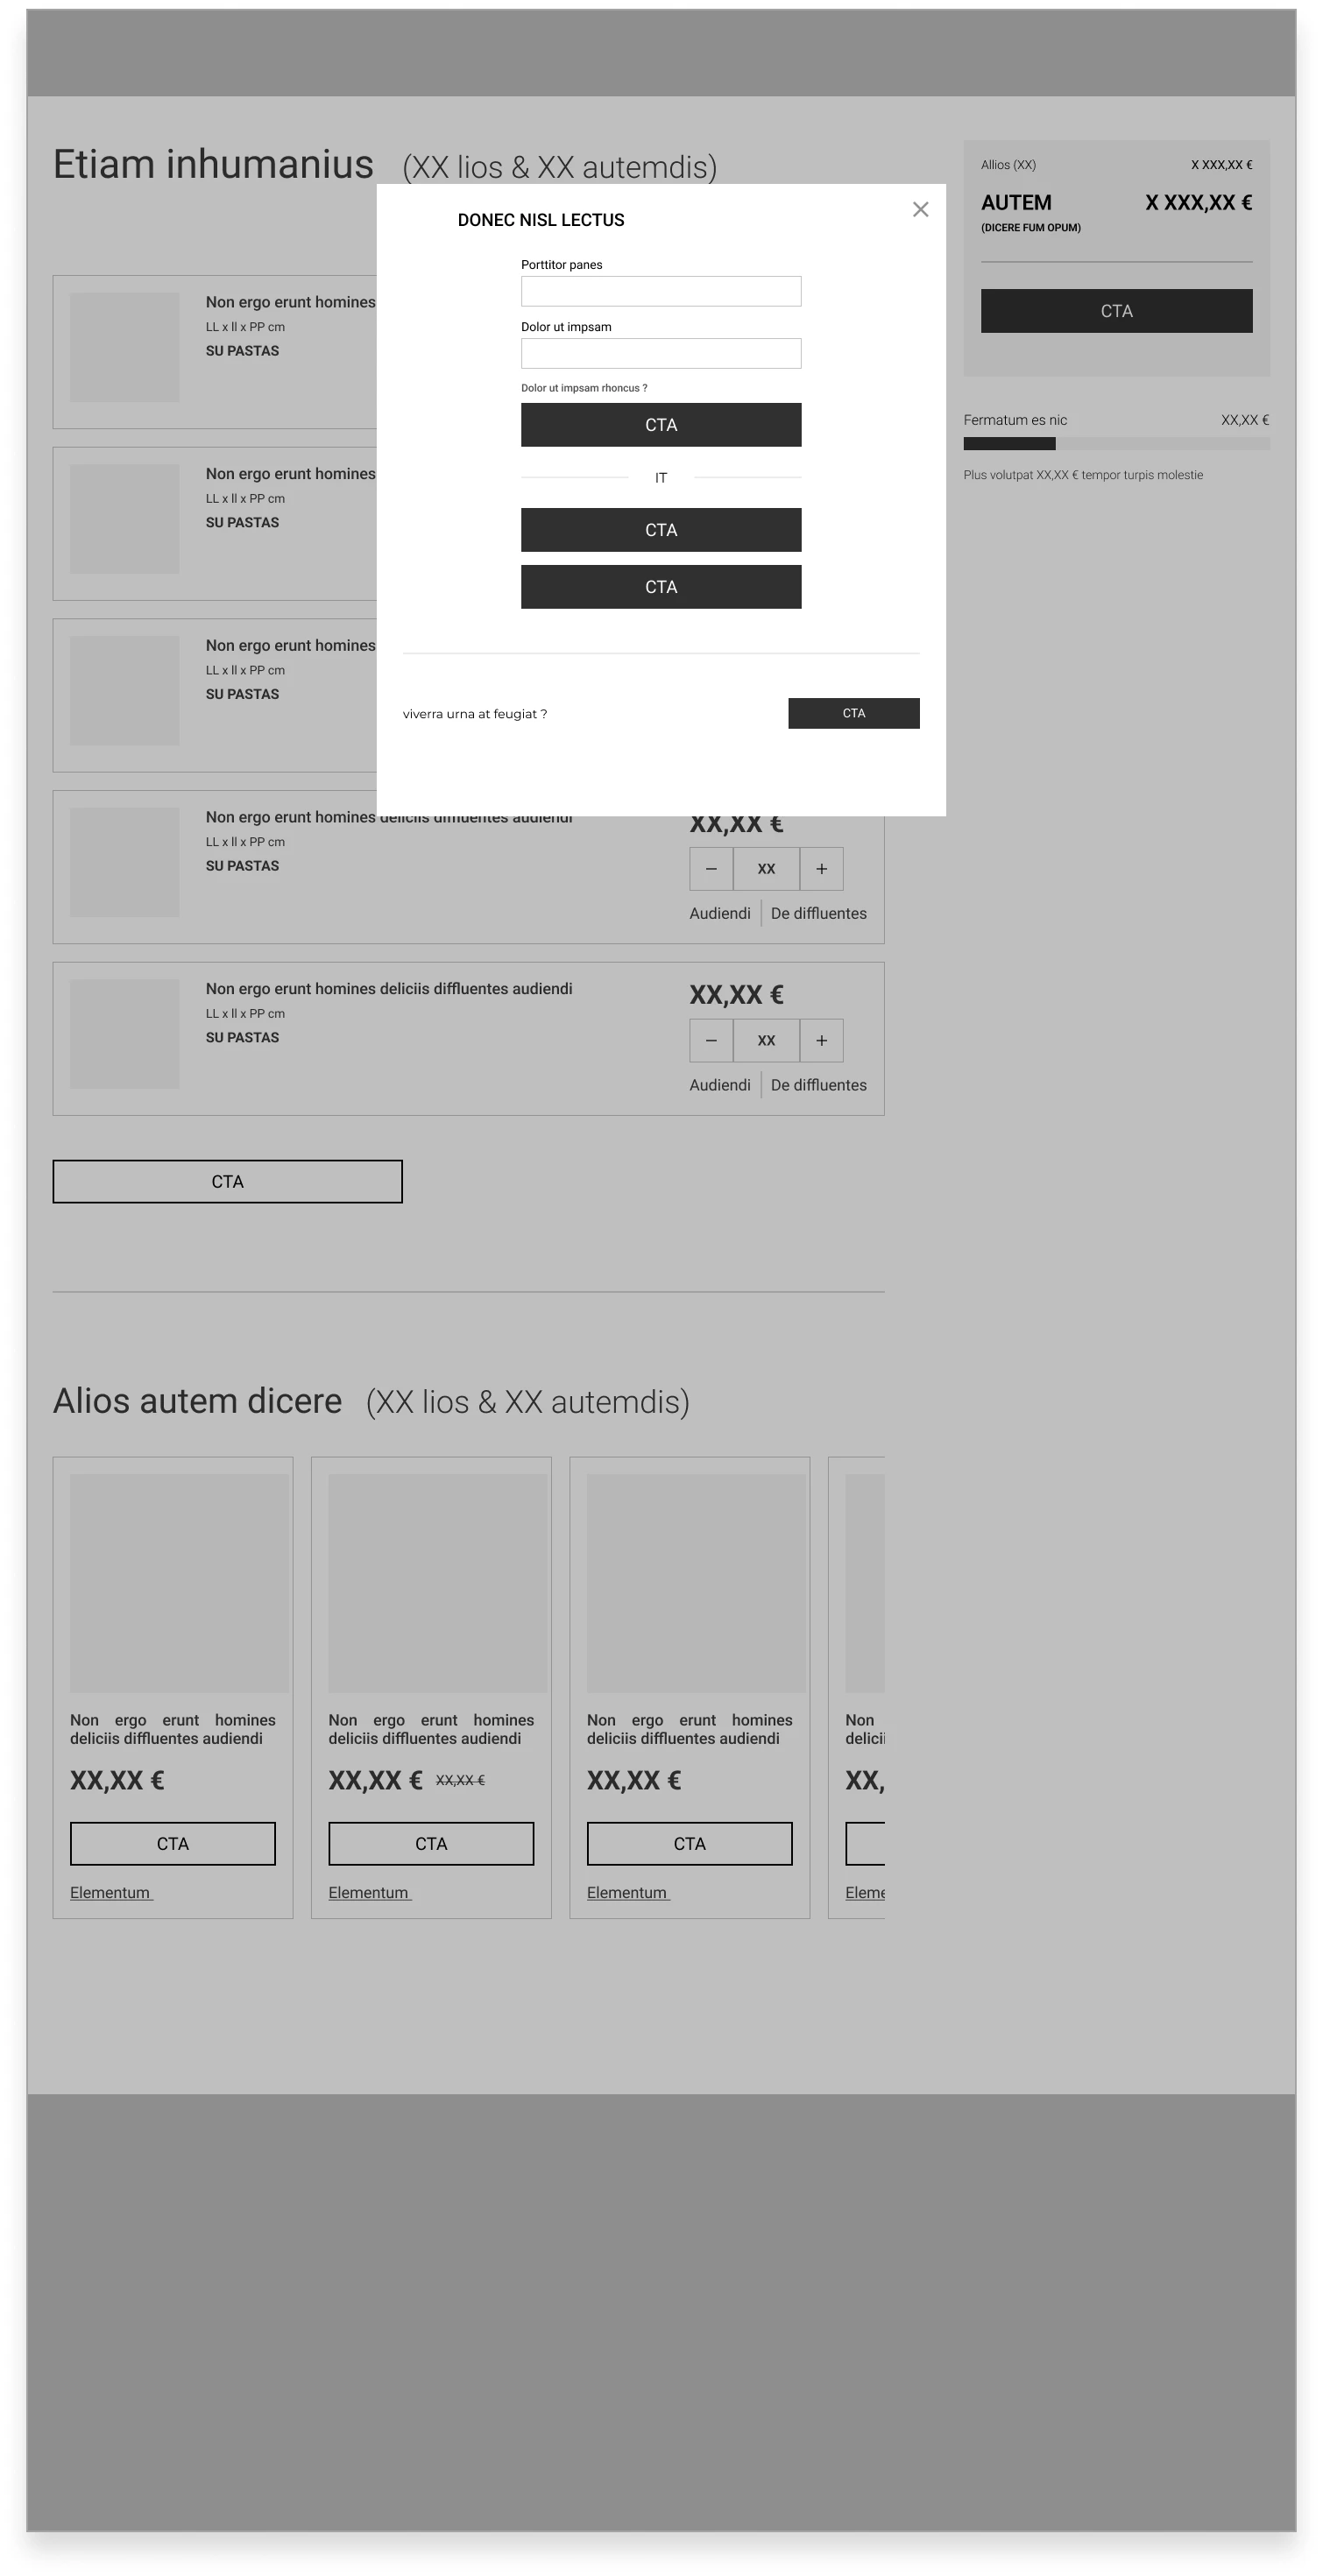 Etiam inhumanius (XX lios & XX autemdis)
Allios (XX) X XXX,XX €
AUTEM X XXX,XX €
(DICERE FUM OPUM)
CTA
Fermatum es nic XX,XX €
Plus volutpat XX,XX € tempor turpis molestie
DONEC NISL LECTUS
Porttitor panes
Dolor ut impsam
Dolor ut impsam rhoncus ?
CTA
IT
CTA
CTA
viverra urna at feugiat ?
CTA
Non ergo erunt homines
LL x ll x PP cm
SU PASTAS
Non ergo erunt homines
LL x ll x PP cm
SU PASTAS
Non ergo erunt homines
LL x ll x PP cm
SU PASTAS
Non ergo erunt homines deliciis diffluentes audiendi
LL x ll x PP cm
SU PASTAS
XX,XX €
− XX +
Audiendi De diffluentes
Non ergo erunt homines deliciis diffluentes audiendi
LL x ll x PP cm
SU PASTAS
XX,XX €
− XX +
Audiendi De diffluentes
CTA
Alios autem dicere (XX lios & XX autemdis)
Non ergo erunt homines
deliciis diffluentes audiendi
XX,XX €
CTA
Elementum
Non ergo erunt homines
deliciis diffluentes audiendi
XX,XX € XX,XX €
CTA
Elementum
Non ergo erunt homines
deliciis diffluentes audiendi
XX,XX €
CTA
Elementum
Non
delicii
XX,
Eleme